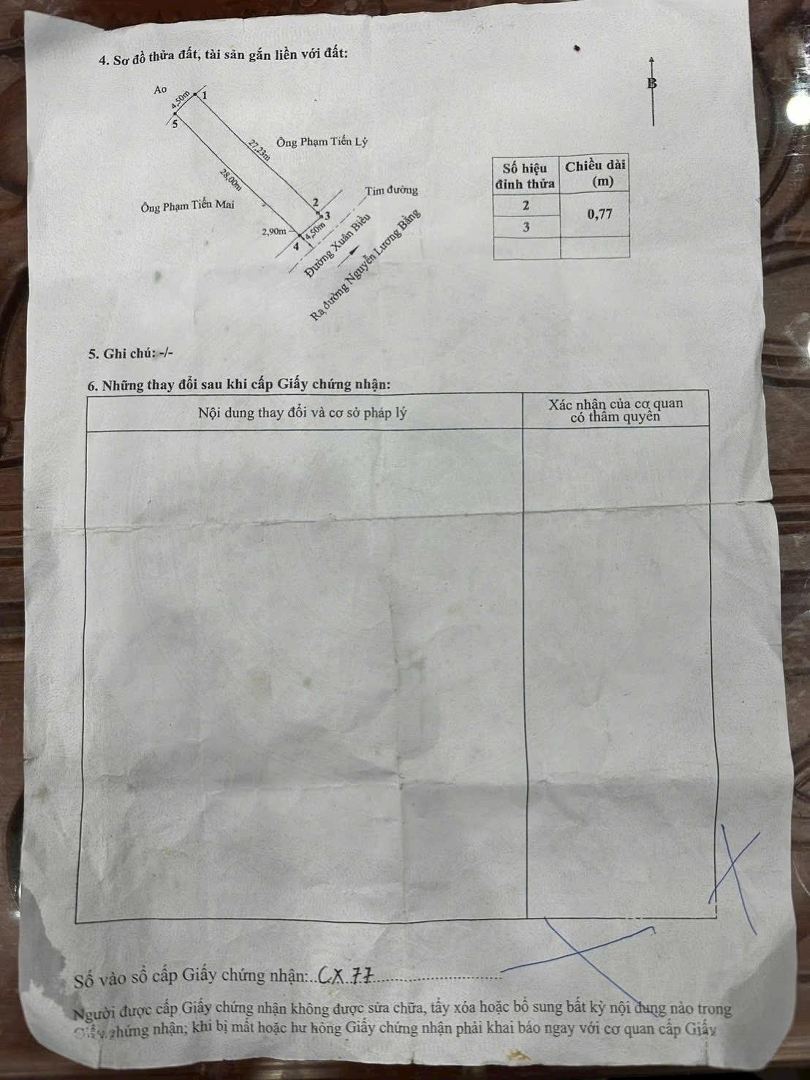 4. Sơ đồ thửa đất, tài sản gắn liền với đất:
B
Ao
4,50m
1
5
27,23m
Ông Phạm Tiến Lý
28,00m
Ông Phạm Tiến Mai
2
3
Tim đường
2,90m
4,50m
4
Đường Xuân Biều
Ra đường Nguyễn Lương Bằng
Số hiệu đỉnh thửa
Chiều dài (m)
2
0,77
3
5. Ghi chú: -/-
6. Những thay đổi sau khi cấp Giấy chứng nhận:
Nội dung thay đổi và cơ sở pháp lý
Xác nhận của cơ quan
có thẩm quyền
Số vào sổ cấp Giấy chứng nhận:..CX 77
Người được cấp Giấy chứng nhận không được sửa chữa, tẩy xóa hoặc bổ sung bất kỳ nội dung nào trong
Giấy chứng nhận; khi bị mất hoặc hư hỏng Giấy chứng nhận phải khai báo ngay với cơ quan cấp Giấy